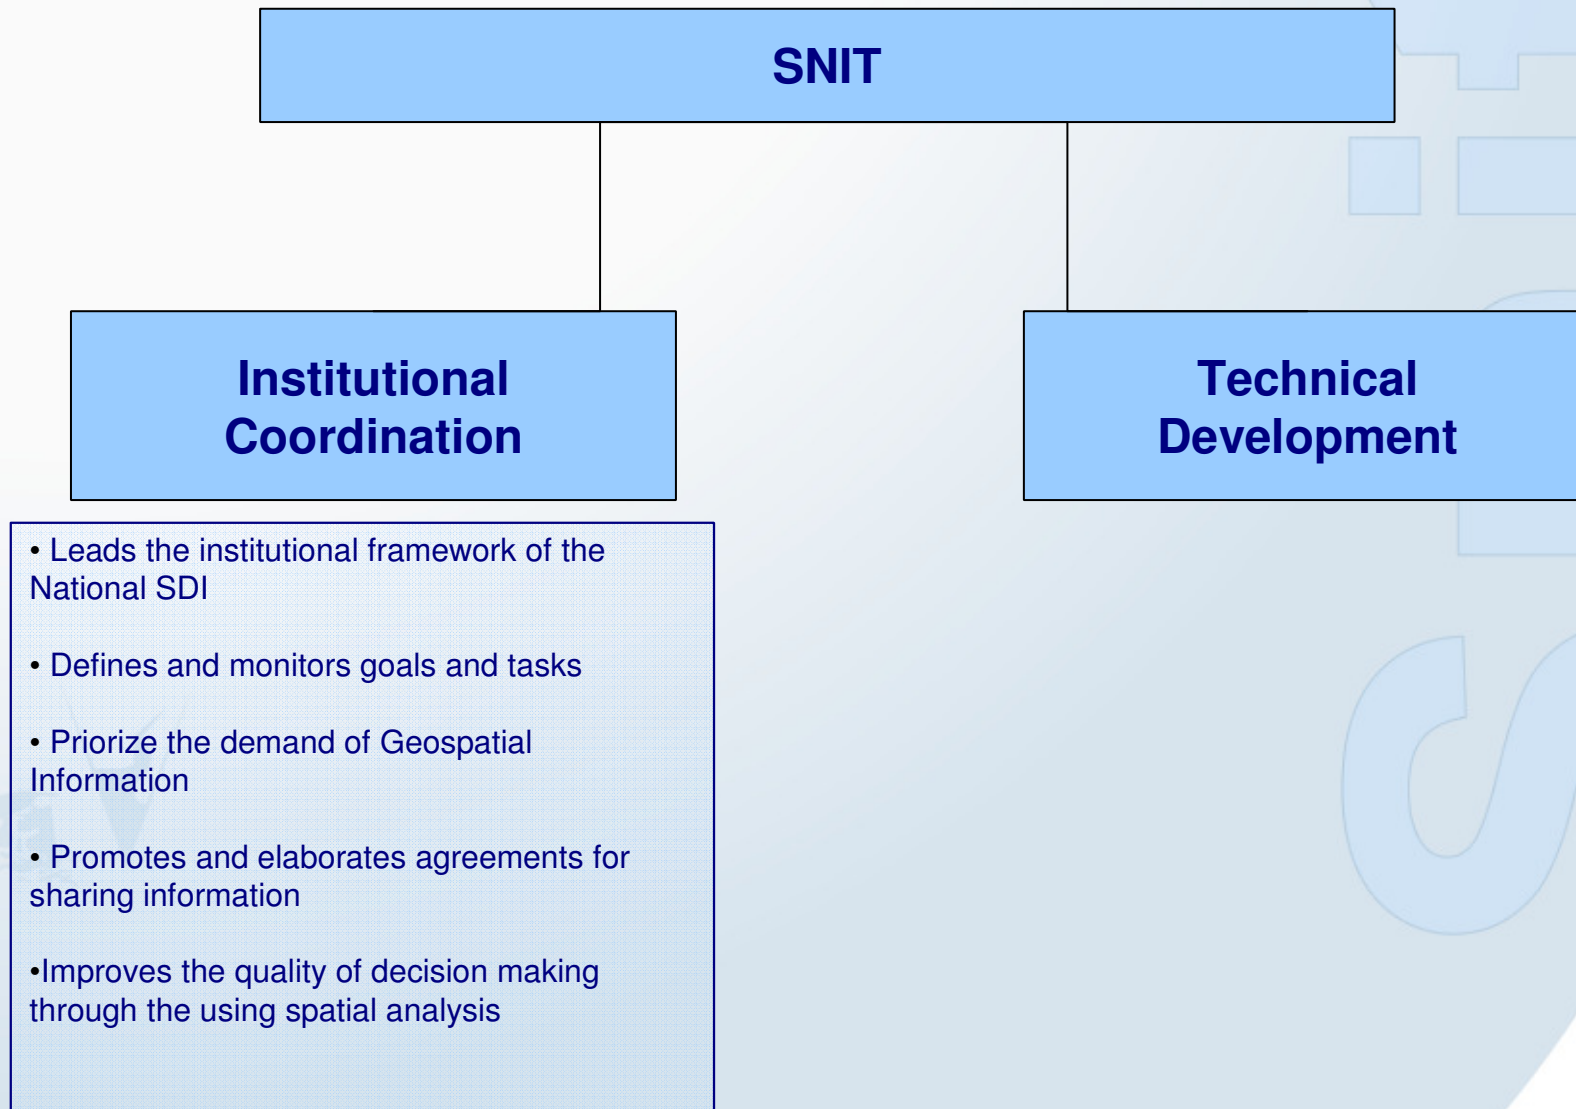 SNIT
Institutional
Coordination
Technical
Development
• Leads the institutional framework of the
National SDI
• Defines and monitors goals and tasks
• Priorize the demand of Geospatial
Information
• Promotes and elaborates agreements for
sharing information
•Improves the quality of decision making
through the using spatial analysis